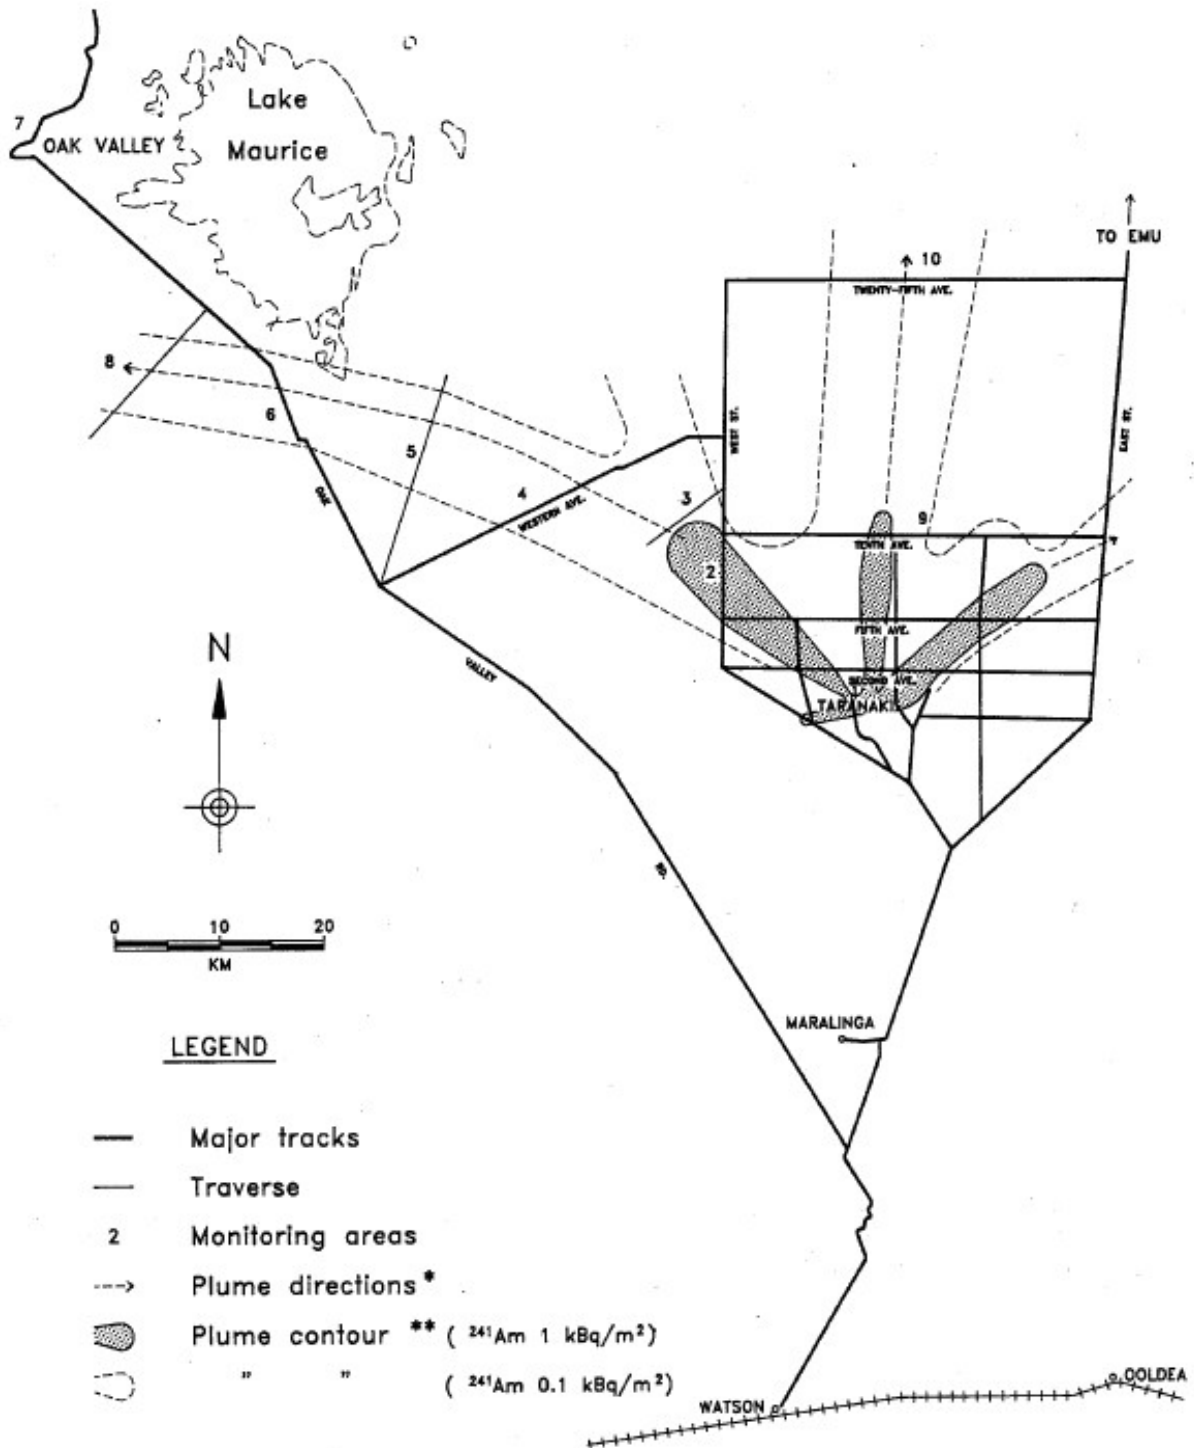 Lake
Maurice
7
OAK VALLEY
TO EMU
10
TWENTY-FIFTH AVE.
8
6
5
WEST ST.
EAST ST.
4
WESTERN AVE.
3
OAK
9
TENTH AVE.
2
FIFTH AVE.
N
VALLEY
SECOND AVE.
TARANAKI
RD.
0 10 20
KM
MARALINGA
LEGEND
Major tracks
Traverse
2 Monitoring areas
Plume directions *
Plume contour ** ( ²⁴¹Am 1 kBq/m²)
" " ( ²⁴¹Am 0.1 kBq/m²)
OOLDEA
WATSON